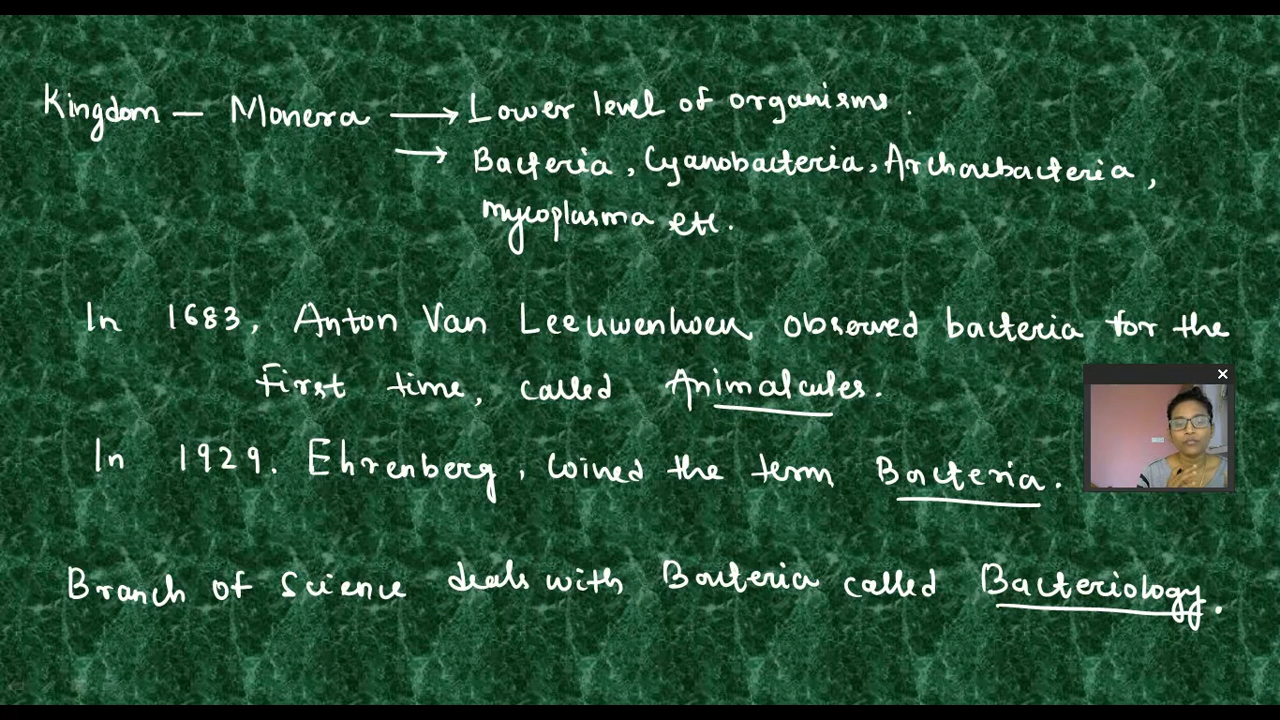 Kingdom — Monera → Lower level of organisms.
→ Bacteria, Cyanobacteria, Archaebacteria,
Mycoplasma etc.
In 1683, Anton Van Leeuwenhoek observed bacteria for the
first time, called Animalcules.
In 1929. Ehrenberg, coined the term Bacteria.
Branch of Science deals with Bacteria called Bacteriology.